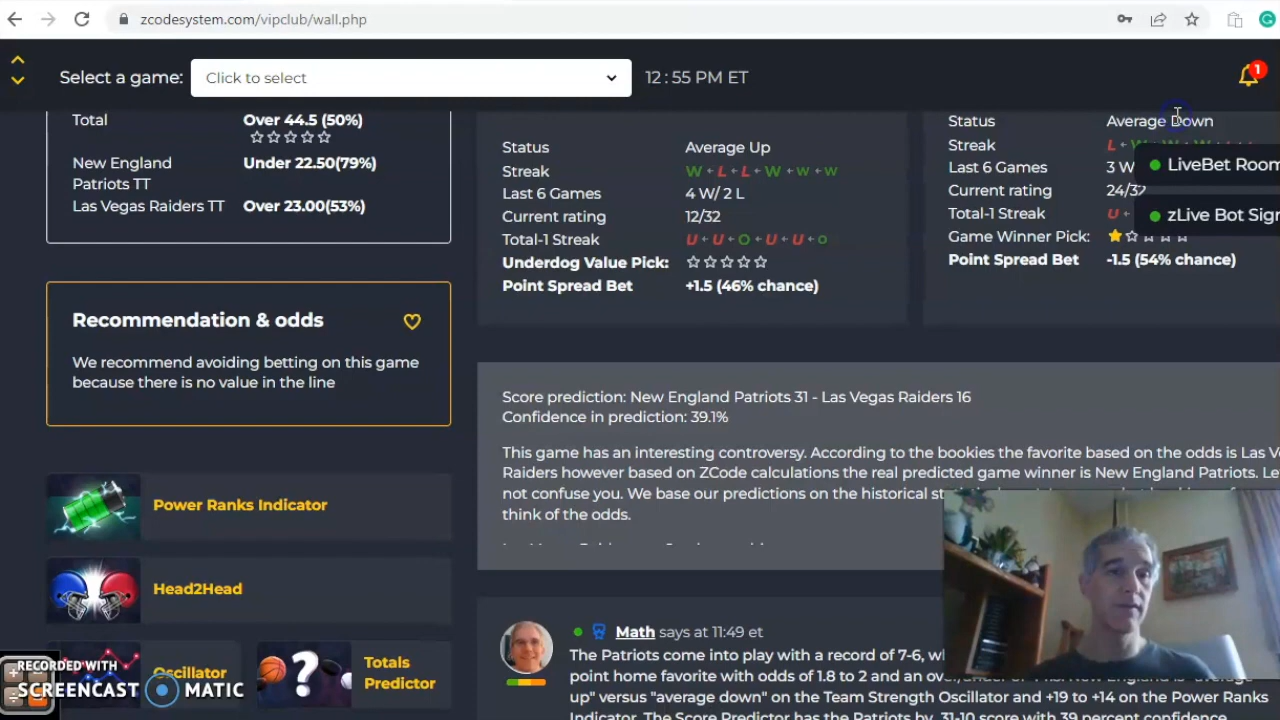 zcodesystem.com/vipclub/wall.php
Select a game: Click to select 12:55 PM ET 1
Total Over 44.5 (50%)
New England Patriots TT Under 22.50(79%)
Las Vegas Raiders TT Over 23.00(53%)
Recommendation & odds
We recommend avoiding betting on this game
because there is no value in the line
Power Ranks Indicator
Head2Head
Oscillator
Totals
Predictor
RECORDED WITH
SCREENCAST MATIC
Status Average Up
Streak W L L W W W
Last 6 Games 4 W/ 2 L
Current rating 12/32
Total-1 Streak U U O U U O
Underdog Value Pick:
Point Spread Bet +1.5 (46% chance)
Status Average Down
Streak L
Last 6 Games 3 W
Current rating 24/32
Total-1 Streak U
Game Winner Pick:
Point Spread Bet -1.5 (54% chance)
LiveBet Room
zLive Bot Sig
Score prediction: New England Patriots 31 - Las Vegas Raiders 16
Confidence in prediction: 39.1%
This game has an interesting controversy. According to the bookies the favorite based on the odds is Las
Raiders however based on ZCode calculations the real predicted game winner is New England Patriots.
not confuse you. We base our predictions on the historical
think of the odds.
Math says at 11:49 et
The Patriots come into play with a record of 7-6,
point home favorite with odds of 1.8 to 2 and an
up" versus "average down" on the Team Strength Oscillator and +19 to +14 on the Power Ranks
Indicator. The Score Predictor has the Patriots by 31-10 score with 39 percent confidence